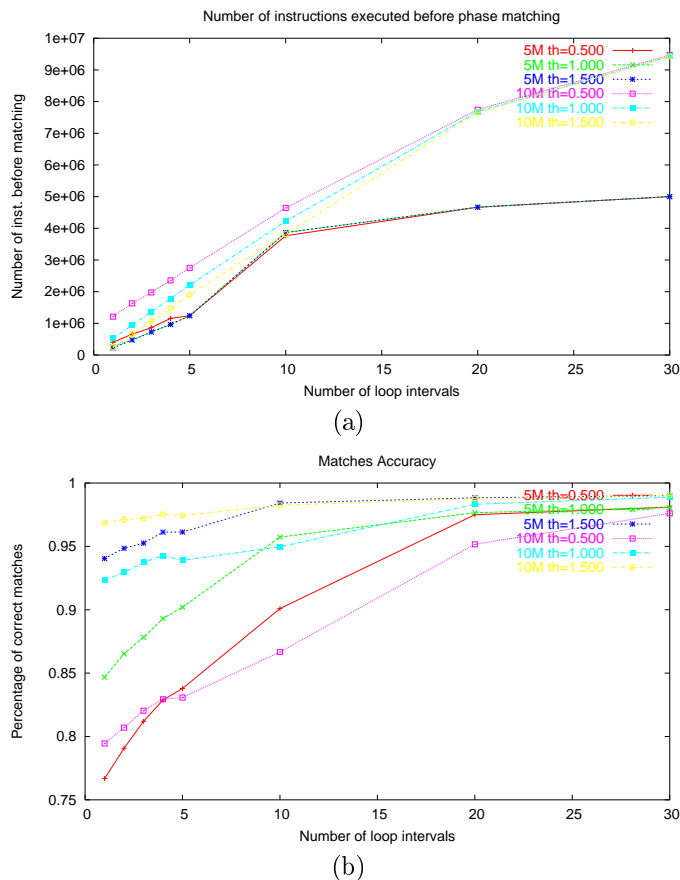 Number of instructions executed before phase matching
1e+07
9e+06
8e+06
7e+06
6e+06
5e+06
4e+06
3e+06
2e+06
1e+06
0
Number of inst. before matching
5M th=0.500
5M th=1.000
5M th=1.500
10M th=0.500
10M th=1.000
10M th=1.500
0 5 10 15 20 25 30
Number of loop intervals
(a)
Matches Accuracy
1
0.95
0.9
0.85
0.8
0.75
Percentage of correct matches
5M th=0.500
5M th=1.000
5M th=1.500
10M th=0.500
10M th=1.000
10M th=1.500
0 5 10 15 20 25 30
Number of loop intervals
(b)